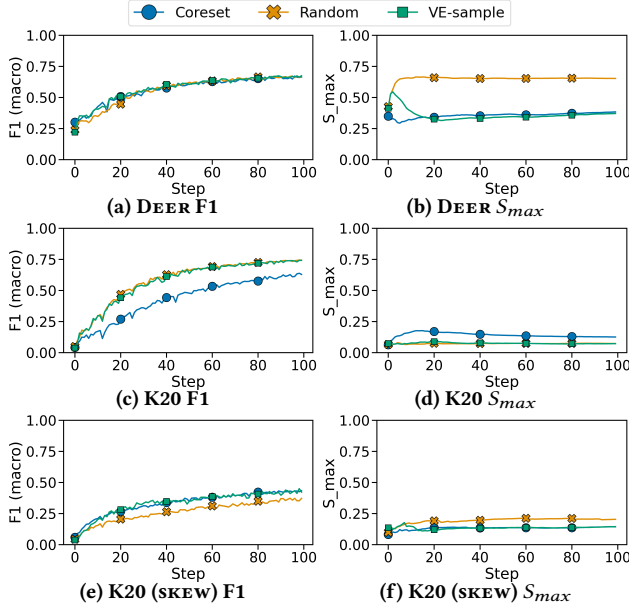 Coreset Random VE-sample
1.00 0.75 0.50 0.25 0.00
F1 (macro)
0 20 40 60 80 100
Step
(a) DEER F1
1.00 0.75 0.50 0.25 0.00
S_max
0 20 40 60 80 100
Step
(b) DEER Smax
1.00 0.75 0.50 0.25 0.00
F1 (macro)
0 20 40 60 80 100
Step
(c) K20 F1
1.00 0.75 0.50 0.25 0.00
S_max
0 20 40 60 80 100
Step
(d) K20 Smax
1.00 0.75 0.50 0.25 0.00
F1 (macro)
0 20 40 60 80 100
Step
(e) K20 (SKEW) F1
1.00 0.75 0.50 0.25 0.00
S_max
0 20 40 60 80 100
Step
(f) K20 (SKEW) Smax